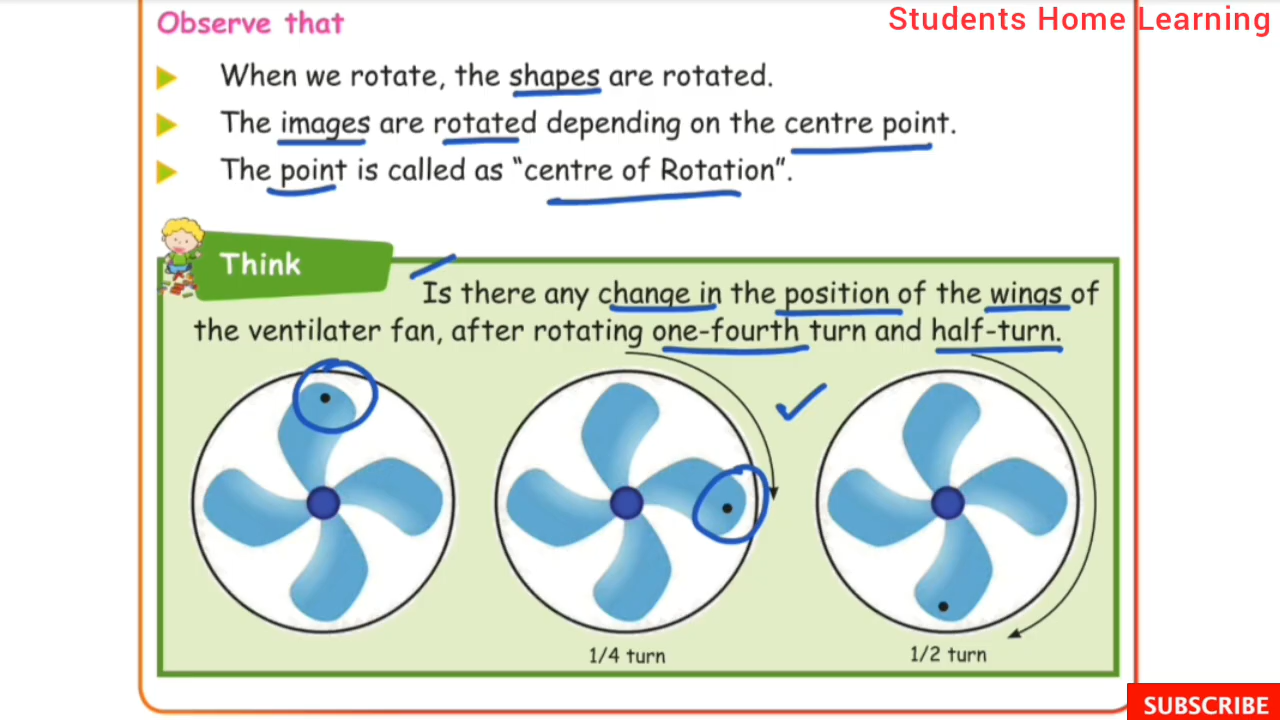 Students Home Learning
Observe that
When we rotate, the shapes are rotated.
The images are rotated depending on the centre point.
The point is called as “centre of Rotation”.
Think
Is there any change in the position of the wings of
the ventilater fan, after rotating one-fourth turn and half-turn.
1/4 turn
1/2 turn
SUBSCRIBE